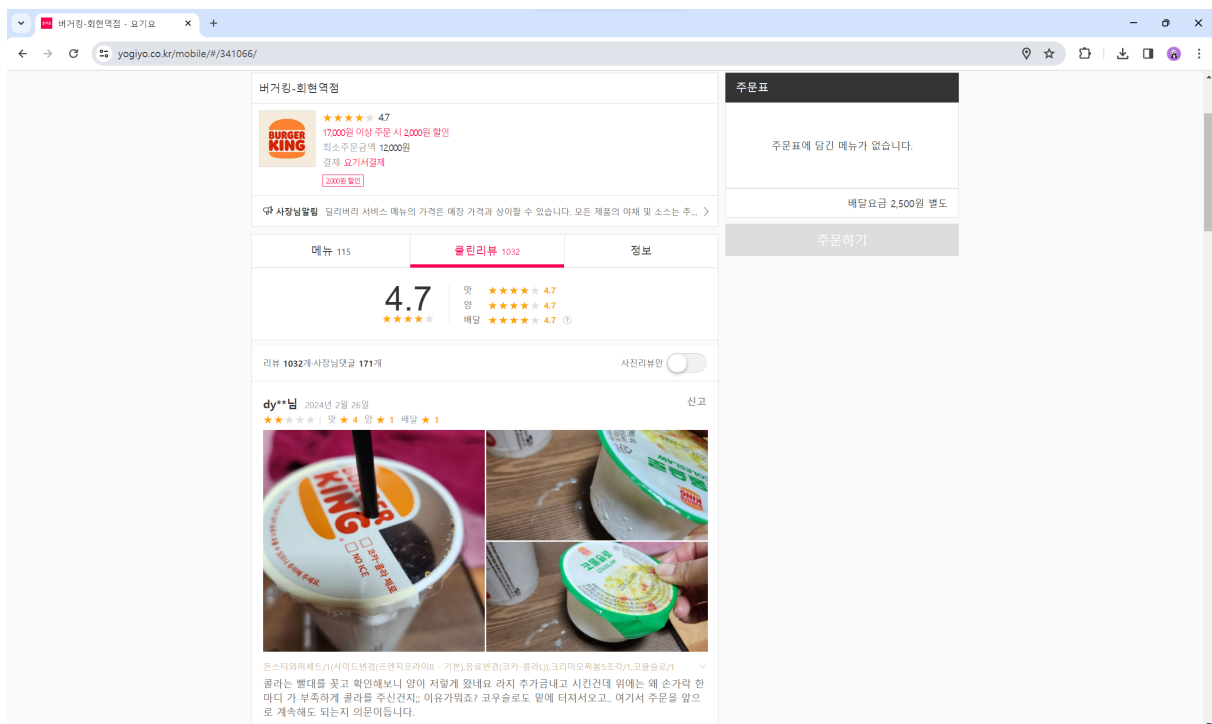 버거킹-회현역점 - 요기요
yogiyo.co.kr/mobile/#/341066/
버거킹-회현역점
BURGER KING
★★★★★ 4.7
17,000원 이상 주문 시 2,000원 할인
최소주문금액 12,000원
결제 요기서결제
2,000원 할인
사장님알림 딜리버리 서비스 메뉴의 가격은 매장 가격과 상이할 수 있습니다. 모든 제품의 야채 및 소스는 추...
메뉴 115
클린리뷰 1032
정보
4.7
★★★★★
맛 ★★★★★ 4.7
양 ★★★★★ 4.7
배달 ★★★★★ 4.7 ?
리뷰 1032개·사장님댓글 171개
사진리뷰만
dy**님 2024년 2월 26일
신고
★★★★★ | 맛 ★ 4 양 ★ 1 배달 ★ 1
BURGER KING
NO ICE
코카-콜라 제로
COLESLAW
코울슬로
몬스터와퍼세트/1(사이드변경(프렌치프라이R - 기본),음료변경(코카-콜라L)),크리미모짜볼5조각/1,코울슬로/1
콜라는 빨대를 꽂고 확인해보니 양이 저렇게 왔네요 라지 추가금내고 시킨건데 위에는 왜 손가락 한
마디 가 부족하게 콜라를 주신건지;; 이유가뭐죠? 코우슬로도 밑에 터져서오고.. 여기서 주문을 앞으
로 계속해도 되는지 의문이듭니다.
주문표
주문표에 담긴 메뉴가 없습니다.
배달요금 2,500원 별도
주문하기